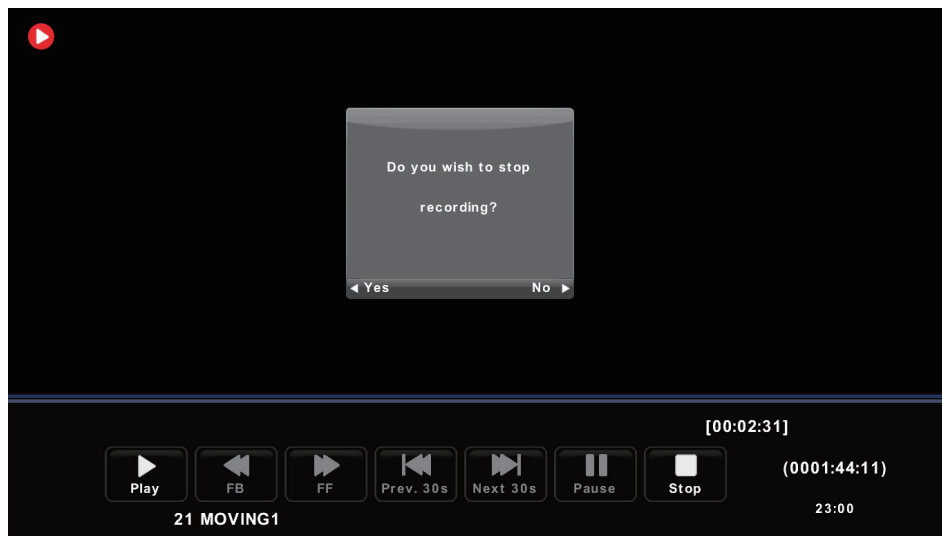 Do you wish to stop
recording?
Yes No
[00:02:31]
Play FB FF Prev. 30s Next 30s Pause Stop
(0001:44:11)
23:00
21 MOVING1